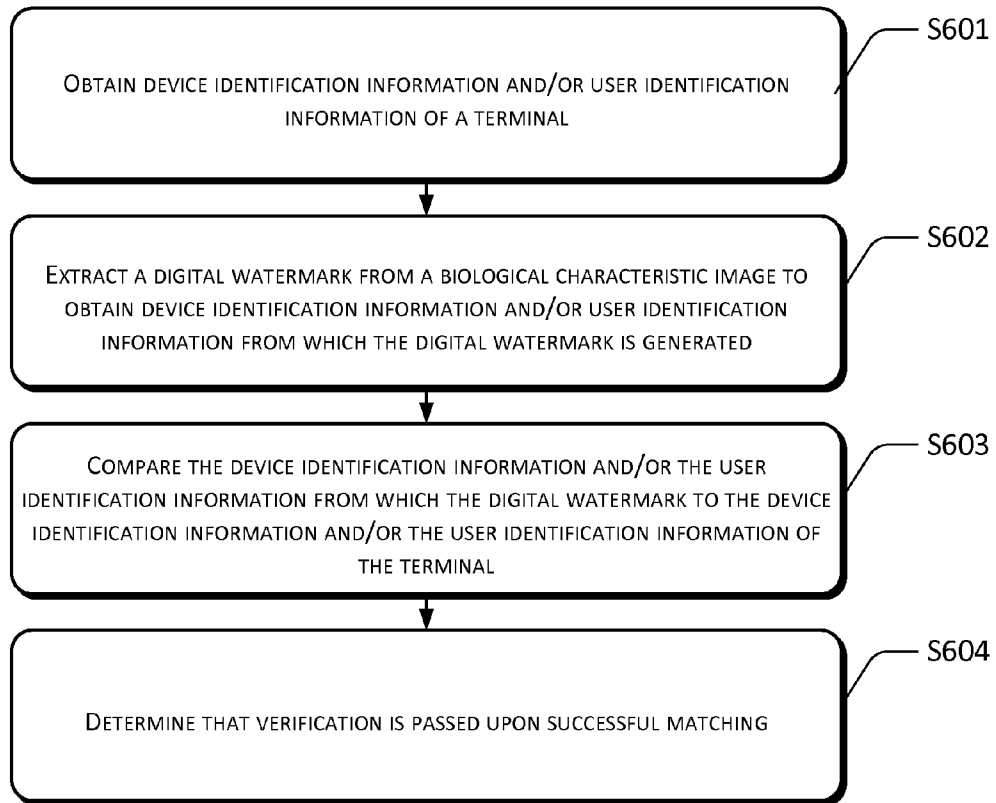 S601
OBTAIN DEVICE IDENTIFICATION INFORMATION AND/OR USER IDENTIFICATION
INFORMATION OF A TERMINAL
S602
EXTRACT A DIGITAL WATERMARK FROM A BIOLOGICAL CHARACTERISTIC IMAGE TO
OBTAIN DEVICE IDENTIFICATION INFORMATION AND/OR USER IDENTIFICATION
INFORMATION FROM WHICH THE DIGITAL WATERMARK IS GENERATED
S603
COMPARE THE DEVICE IDENTIFICATION INFORMATION AND/OR THE USER
IDENTIFICATION INFORMATION FROM WHICH THE DIGITAL WATERMARK TO THE DEVICE
IDENTIFICATION INFORMATION AND/OR THE USER IDENTIFICATION INFORMATION OF
THE TERMINAL
S604
DETERMINE THAT VERIFICATION IS PASSED UPON SUCCESSFUL MATCHING